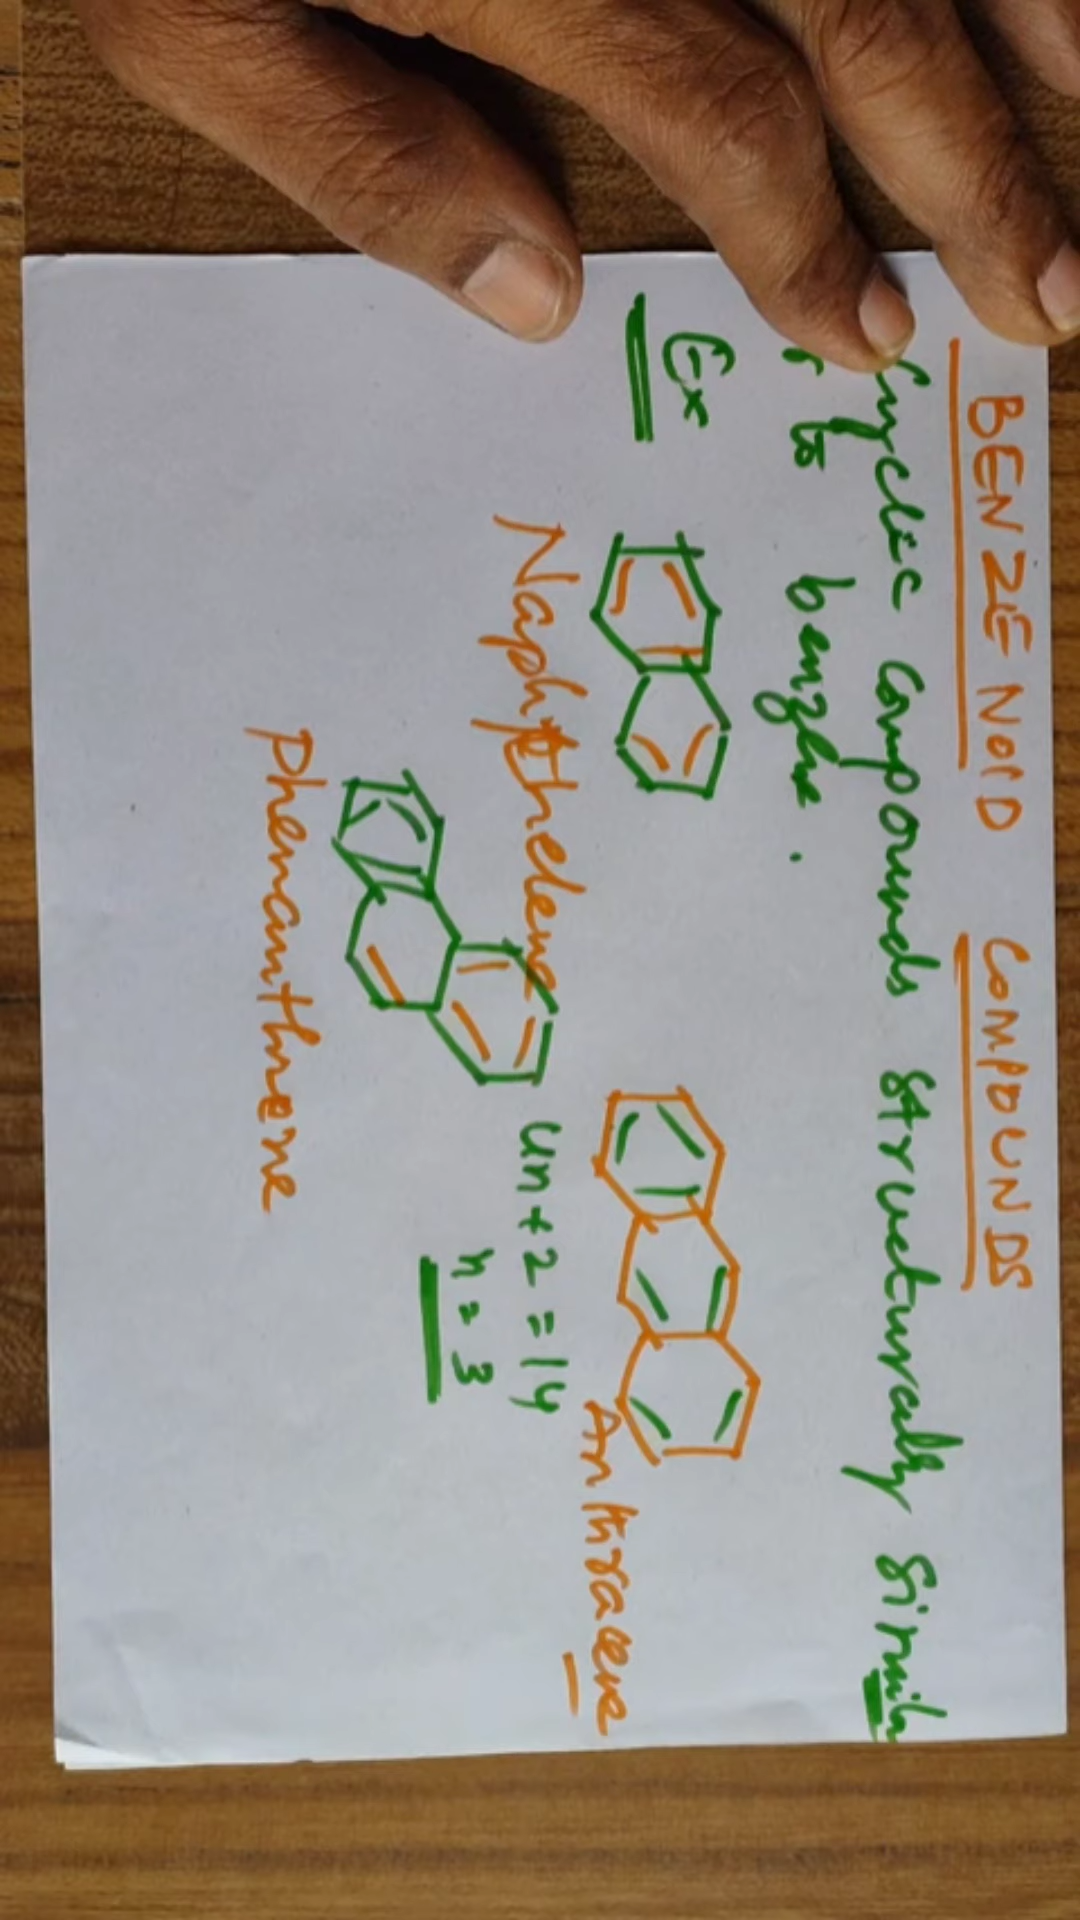 BENZENOID COMPOUNDS
Cyclic compounds structurally similar
r to benzene.
Ex
Naphthelene
Anthracene
4n+2=14
n=3
Phenanthrene